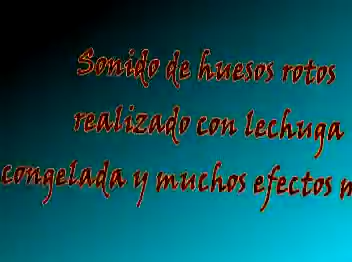 Sonido de huesos rotos
realizado con lechuga
congelada y muchos efectos